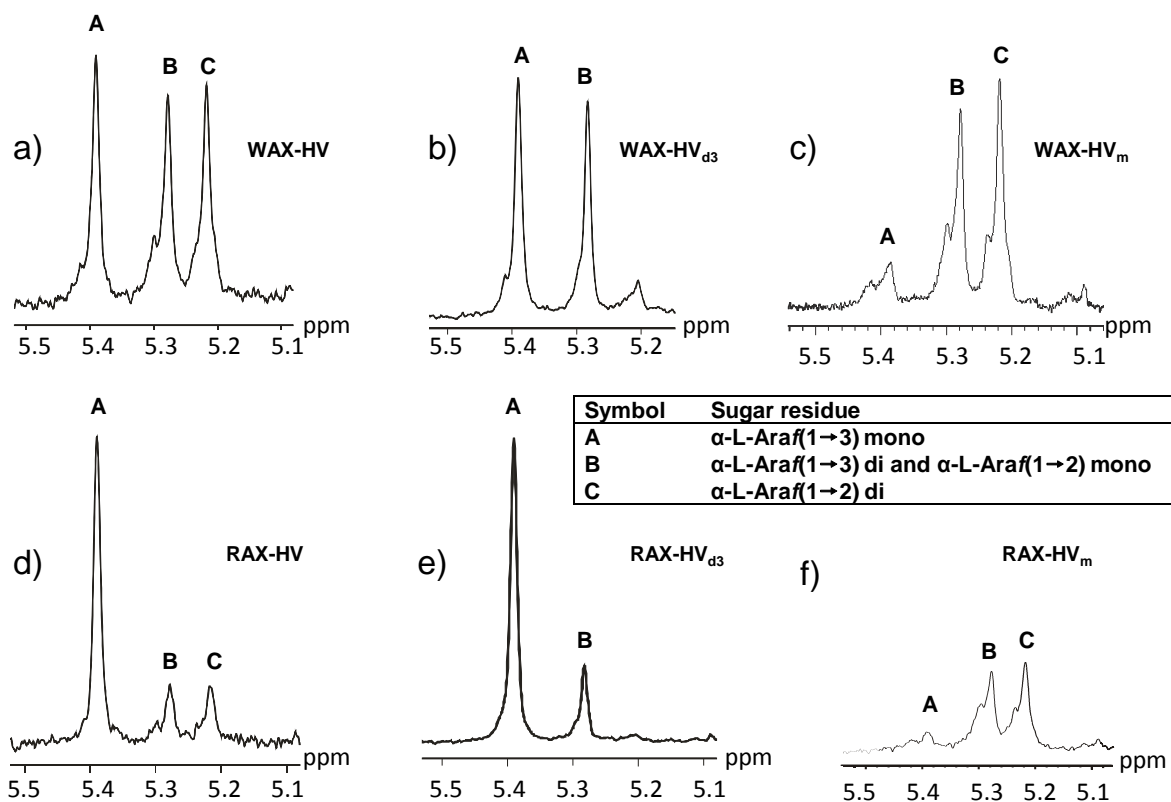 A
B C
a) WAX-HV
ppm
5.5 5.4 5.3 5.2 5.1
A
B
b) WAX-HVd3
ppm
5.5 5.4 5.3 5.2
C
B
A
c) WAX-HVm
ppm
5.5 5.4 5.3 5.2 5.1
Symbol Sugar residue
A α-L-Araf(1→3) mono
B α-L-Araf(1→3) di and α-L-Araf(1→2) mono
C α-L-Araf(1→2) di
A
B C
d) RAX-HV
ppm
5.5 5.4 5.3 5.2 5.1
A
B
e) RAX-HVd3
ppm
5.5 5.4 5.3 5.2 5.1
f) RAX-HVm
B C
A
ppm
5.5 5.4 5.3 5.2 5.1